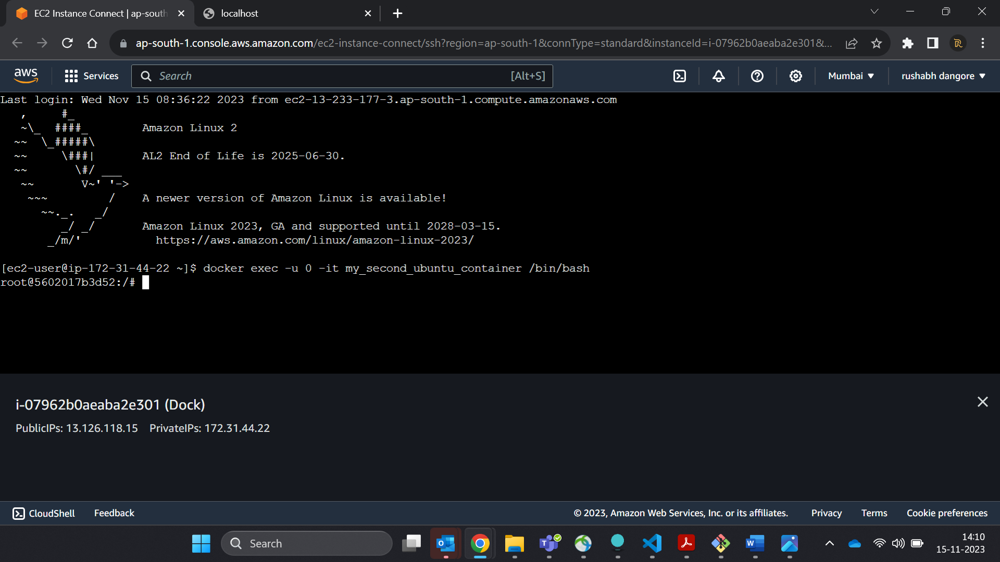 EC2 Instance Connect | ap-south
localhost
ap-south-1.console.aws.amazon.com/ec2-instance-connect/ssh?region=ap-south-1&connType=standard&instanceId=i-07962b0aeaba2e301&...
aws Services Search [Alt+S] Mumbai ▼ rushabh dangore ▼
Last login: Wed Nov 15 08:36:22 2023 from ec2-13-233-177-3.ap-south-1.compute.amazonaws.com
   ,     #_
   ~\_  ####_        Amazon Linux 2
  ~~  \_#####\
  ~~     \###|       AL2 End of Life is 2025-06-30.
  ~~       \#/ ___
   ~~       V~' '->
    ~~~         /    A newer version of Amazon Linux is available!
      ~~._.   _/
         _/ _/       Amazon Linux 2023, GA and supported until 2028-03-15.
       _/m/'           https://aws.amazon.com/linux/amazon-linux-2023/
[ec2-user@ip-172-31-44-22 ~]$ docker exec -u 0 -it my_second_ubuntu_container /bin/bash
root@5602017b3d52:/#
i-07962b0aeaba2e301 (Dock)
PublicIPs: 13.126.118.15 PrivateIPs: 172.31.44.22
CloudShell Feedback © 2023, Amazon Web Services, Inc. or its affiliates. Privacy Terms Cookie preferences
Search
14:10
15-11-2023